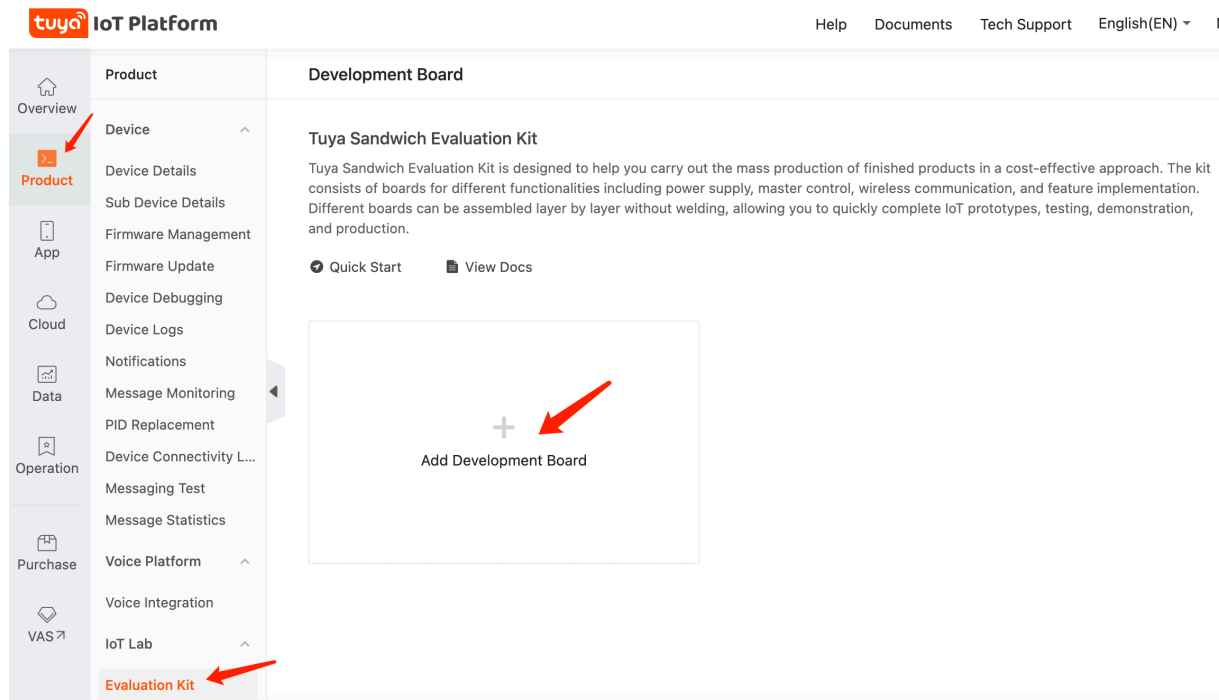 tuya IoT Platform
Help
Documents
Tech Support
English(EN)
Overview
Product
App
Cloud
Data
Operation
Purchase
VAS
Product
Device
Device Details
Sub Device Details
Firmware Management
Firmware Update
Device Debugging
Device Logs
Notifications
Message Monitoring
PID Replacement
Device Connectivity L...
Messaging Test
Message Statistics
Voice Platform
Voice Integration
IoT Lab
Evaluation Kit
Development Board
Tuya Sandwich Evaluation Kit
Tuya Sandwich Evaluation Kit is designed to help you carry out the mass production of finished products in a cost-effective approach. The kit
consists of boards for different functionalities including power supply, master control, wireless communication, and feature implementation.
Different boards can be assembled layer by layer without welding, allowing you to quickly complete IoT prototypes, testing, demonstration,
and production.
Quick Start
View Docs
Add Development Board